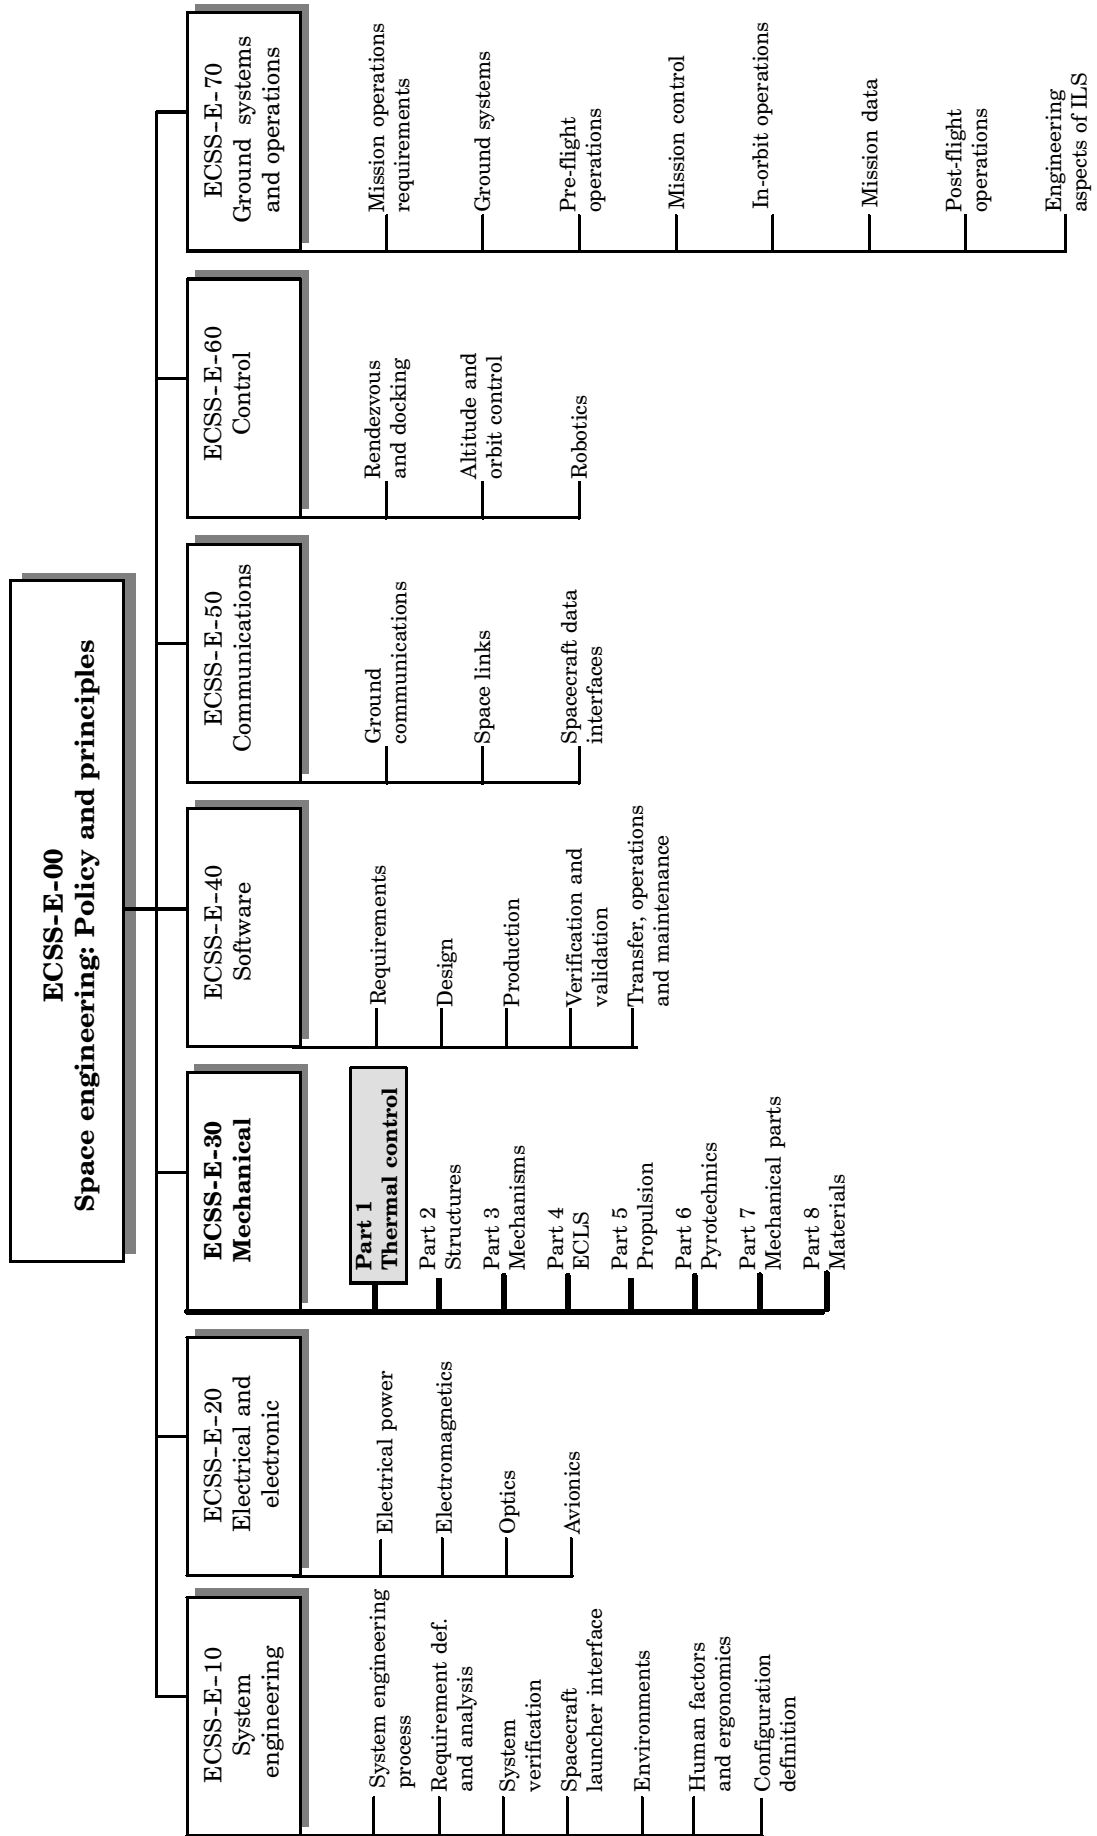 ECSS-E-00
Space engineering: Policy and principles
ECSS-E-10
System
engineering
System engineering
process
Requirement def.
and analysis
System
verification
Spacecraft
launcher interface
Environments
Human factors
and ergonomics
Configuration
definition
ECSS-E-20
Electrical and
electronic
Electrical power
Electromagnetics
Optics
Avionics
ECSS-E-30
Mechanical
Part 1
Thermal control
Part 2
Structures
Part 3
Mechanisms
Part 4
ECLS
Part 5
Propulsion
Part 6
Pyrotechnics
Part 7
Mechanical parts
Part 8
Materials
ECSS-E-40
Software
Requirements
Design
Production
Verification and
validation
Transfer, operations
and maintenance
ECSS-E-50
Communications
Ground
communications
Space links
Spacecraft data
interfaces
ECSS-E-60
Control
Rendezvous
and docking
Altitude and
orbit control
Robotics
ECSS-E-70
Ground systems
and operations
Mission operations
requirements
Ground systems
Pre-flight
operations
Mission control
In-orbit operations
Mission data
Post-flight
operations
Engineering
aspects of ILS